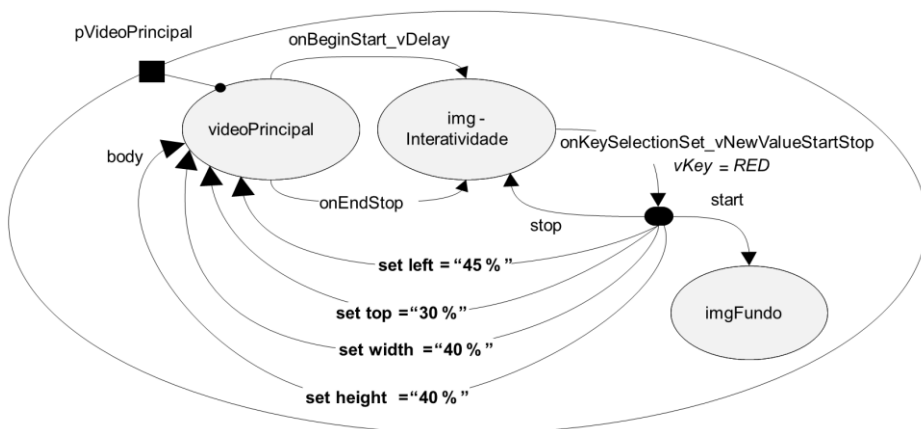 pVideoPrincipal
onBeginStart_vDelay
videoPrincipal
img -
Interatividade
onKeySelectionSet_vNewValueStartStop
vKey = RED
body
onEndStop
stop
start
set left = “45 %”
set top =“30 %”
imgFundo
set width =“40 %”
set height =“40 %”